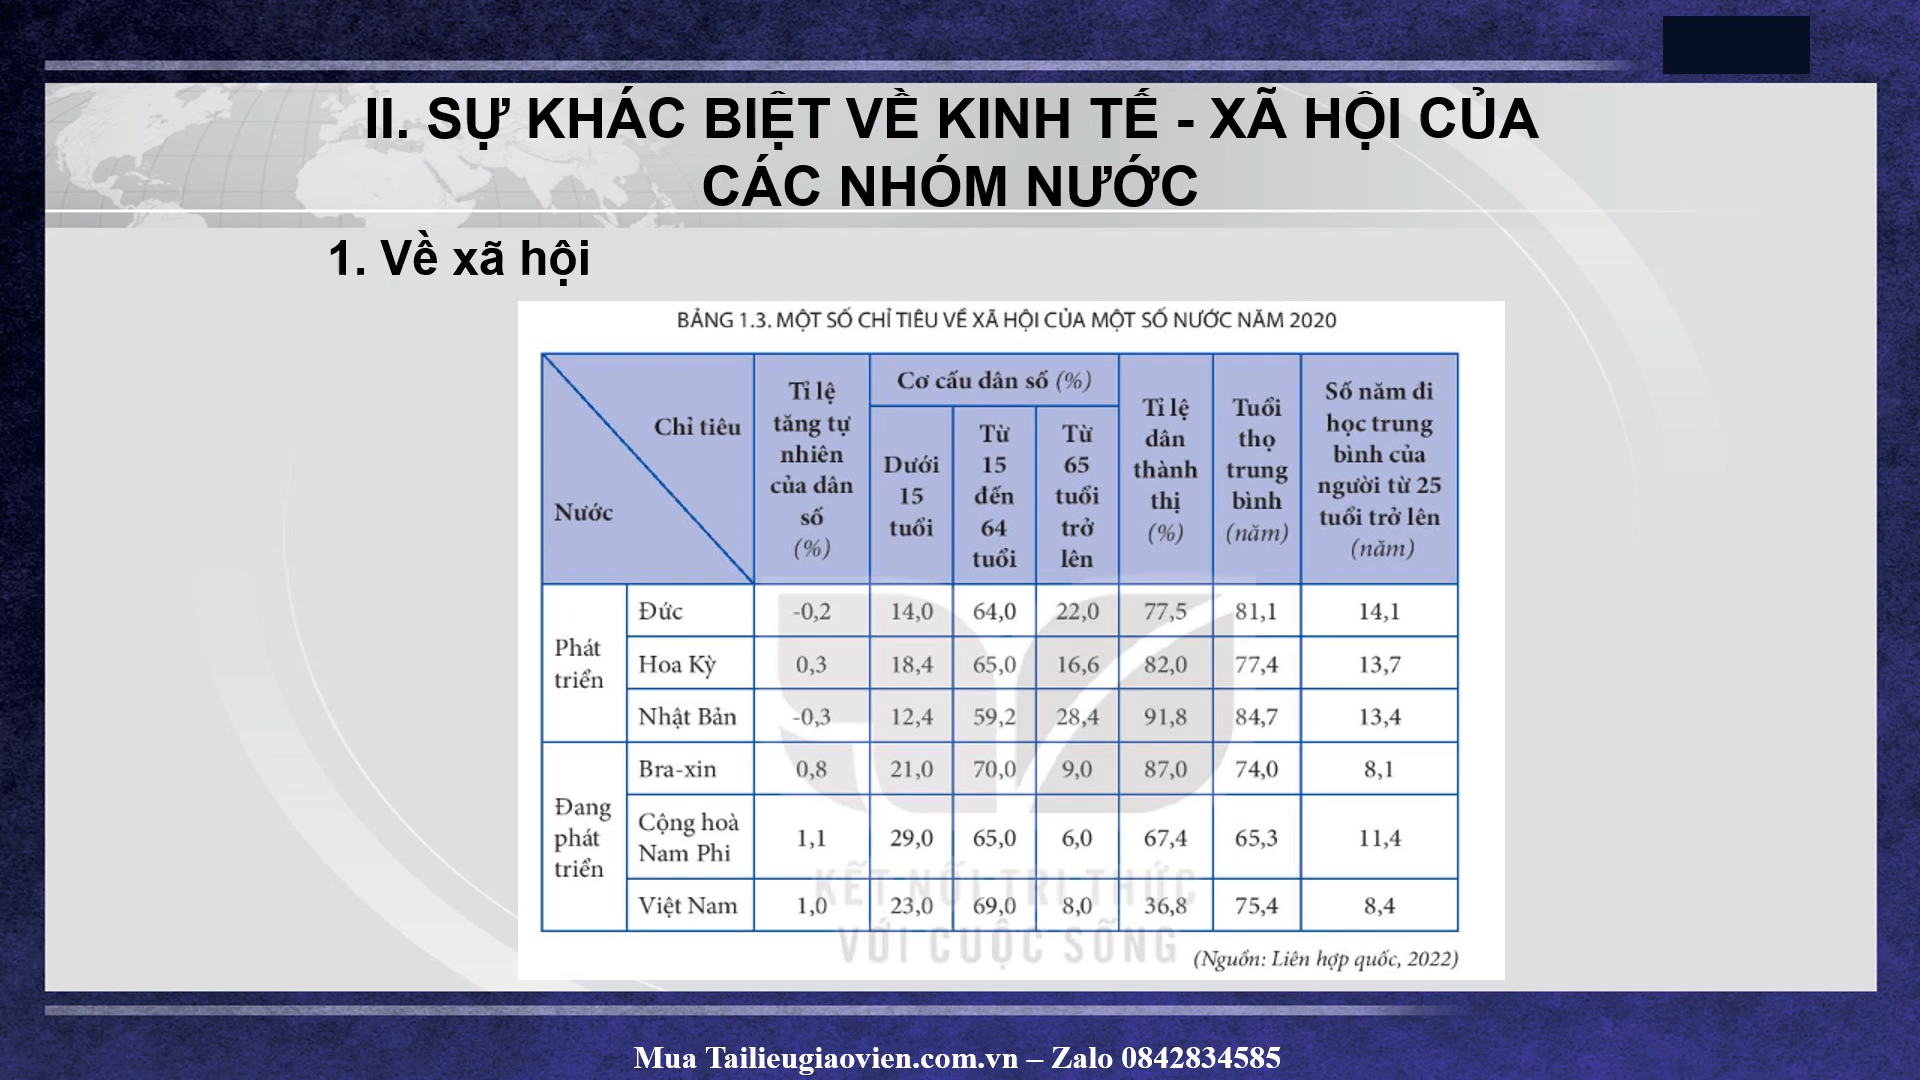 II. SỰ KHÁC BIỆT VỀ KINH TẾ - XÃ HỘI CỦA
CÁC NHÓM NƯỚC
1. Về xã hội
BẢNG 1.3. MỘT SỐ CHỈ TIÊU VỀ XÃ HỘI CỦA MỘT SỐ NƯỚC NĂM 2020
Chỉ tiêu
Nước
Tỉ lệ
tăng tự
nhiên
của dân
số
(%)
Cơ cấu dân số (%)
Dưới
15
tuổi
Từ
15
đến
64
tuổi
Từ
65
tuổi
trở
lên
Tỉ lệ
dân
thành
thị
(%)
Tuổi
thọ
trung
bình
(năm)
Số năm đi
học trung
bình của
người từ 25
tuổi trở lên
(năm)
Phát
triển
Đức -0,2 14,0 64,0 22,0 77,5 81,1 14,1
Hoa Kỳ 0,3 18,4 65,0 16,6 82,0 77,4 13,7
Nhật Bản -0,3 12,4 59,2 28,4 91,8 84,7 13,4
Đang
phát
triển
Bra-xin 0,8 21,0 70,0 9,0 87,0 74,0 8,1
Cộng hoà
Nam Phi 1,1 29,0 65,0 6,0 67,4 65,3 11,4
Việt Nam 1,0 23,0 69,0 8,0 36,8 75,4 8,4
KẾT NỐI TRI THỨC
VỚI CUỘC SỐNG
(Nguồn: Liên hợp quốc, 2022)
Mua Tailieugiaovien.com.vn – Zalo 0842834585